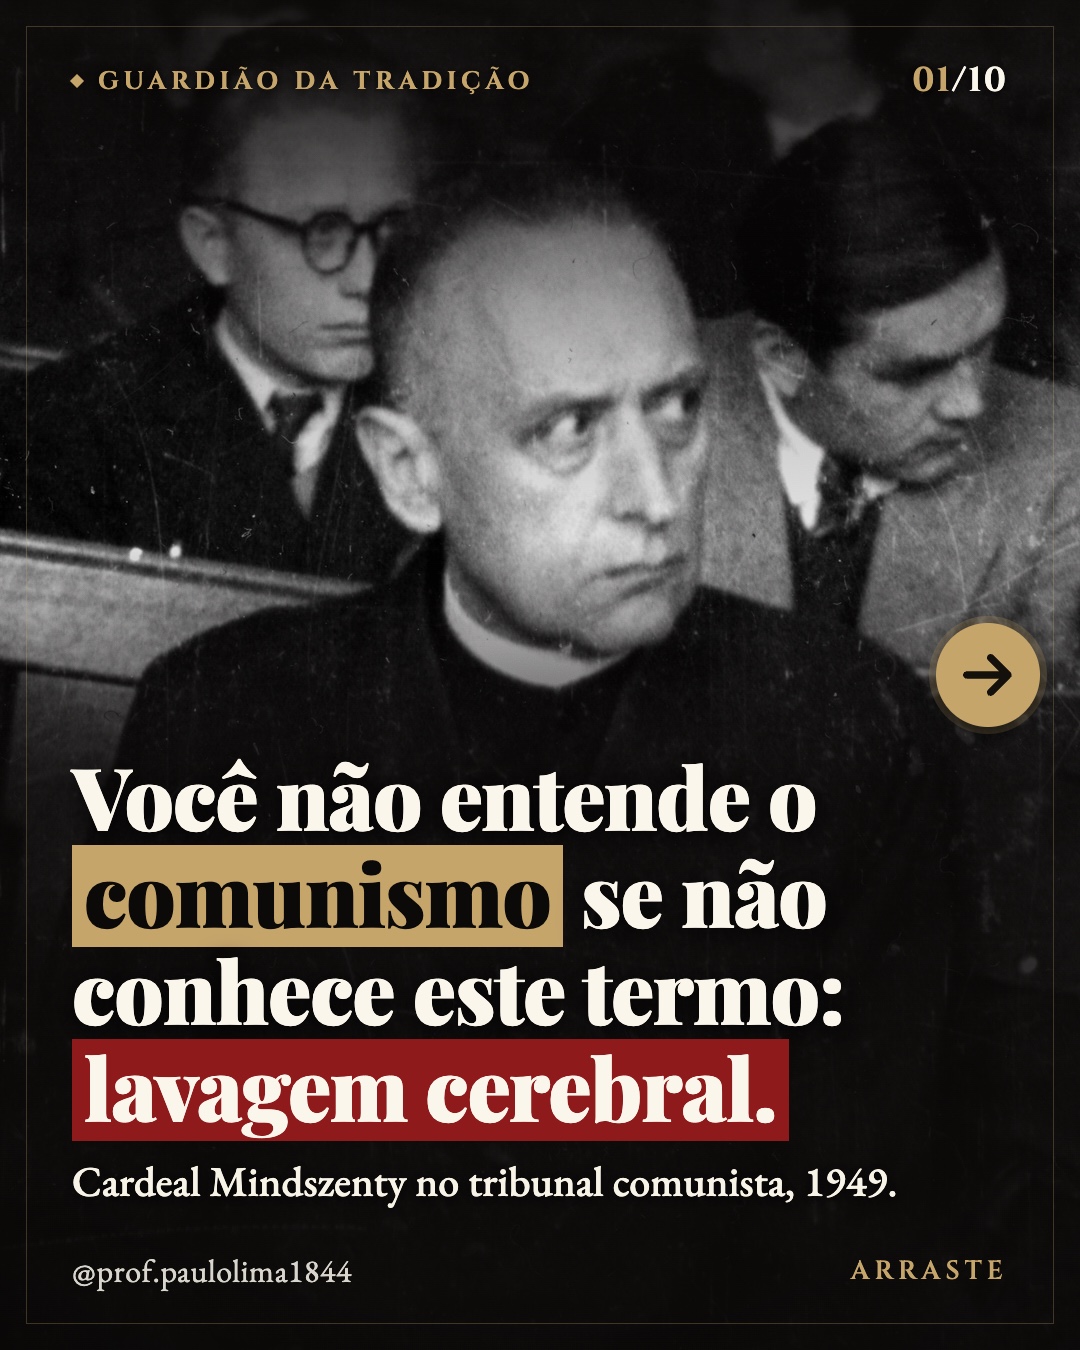 GUARDIÃO DA TRADIÇÃO
01/10
Você não entende o
comunismo se não
conhece este termo:
lavagem cerebral.
Cardeal Mindszenty no tribunal comunista, 1949.
@prof.paulolima1844
ARRASTE